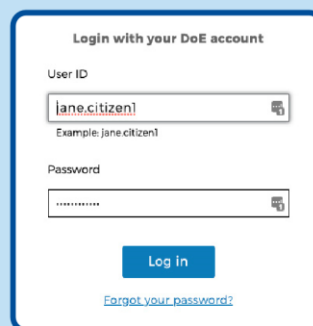 Login with your DoE account
User ID
jane.citizen1
Example: jane.citizen1
Password
............
Log in
Forgot your password?